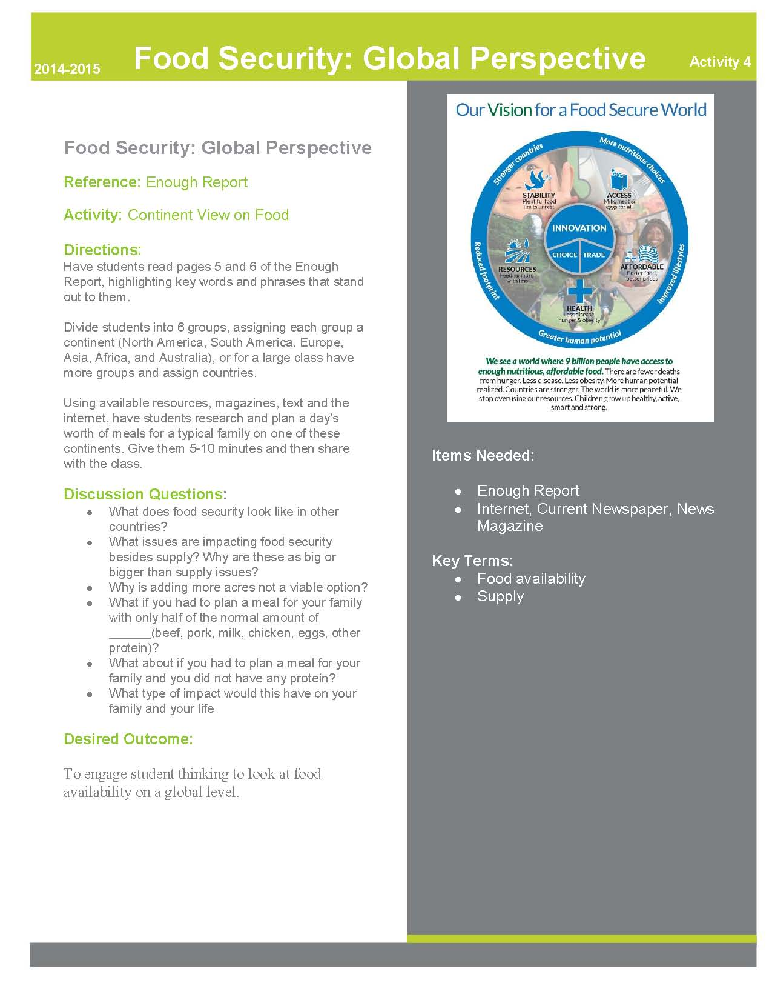 2014-2015
Food Security: Global Perspective
Activity 4
Food Security: Global Perspective
Reference: Enough Report
Activity: Continent View on Food
Directions:
Have students read pages 5 and 6 of the Enough
Report, highlighting key words and phrases that stand
out to them.
Divide students into 6 groups, assigning each group a
continent (North America, South America, Europe,
Asia, Africa, and Australia), or for a large class have
more groups and assign countries.
Using available resources, magazines, text and the
internet, have students research and plan a day's
worth of meals for a typical family on one of these
continents. Give them 5-10 minutes and then share
with the class.
Discussion Questions:
● What does food security look like in other
countries?
● What issues are impacting food security
besides supply? Why are these as big or
bigger than supply issues?
● Why is adding more acres not a viable option?
● What if you had to plan a meal for your family
with only half of the normal amount of
______(beef, pork, milk, chicken, eggs, other
protein)?
● What about if you had to plan a meal for your
family and you did not have any protein?
● What type of impact would this have on your
family and your life
Desired Outcome:
To engage student thinking to look at food
availability on a global level.
Our Vision for a Food Secure World
Stronger countries
More nutritious choices
STABILITY
Plentiful food
limits unrest
ACCESS
Milk, meat &
eggs for all
INNOVATION
CHOICE
TRADE
Reduced footprint
RESOURCES
Feeding more
with less
AFFORDABLE
Better food,
better prices
Improved lifestyles
HEALTH
Less disease,
hunger & obesity
Greater human potential
We see a world where 9 billion people have access to
enough nutritious, affordable food. There are fewer deaths
from hunger. Less disease. Less obesity. More human potential
realized. Countries are stronger. The world is more peaceful. We
stop overusing our resources. Children grow up healthy, active,
smart and strong.
Items Needed:
● Enough Report
● Internet, Current Newspaper, News
Magazine
Key Terms:
● Food availability
● Supply